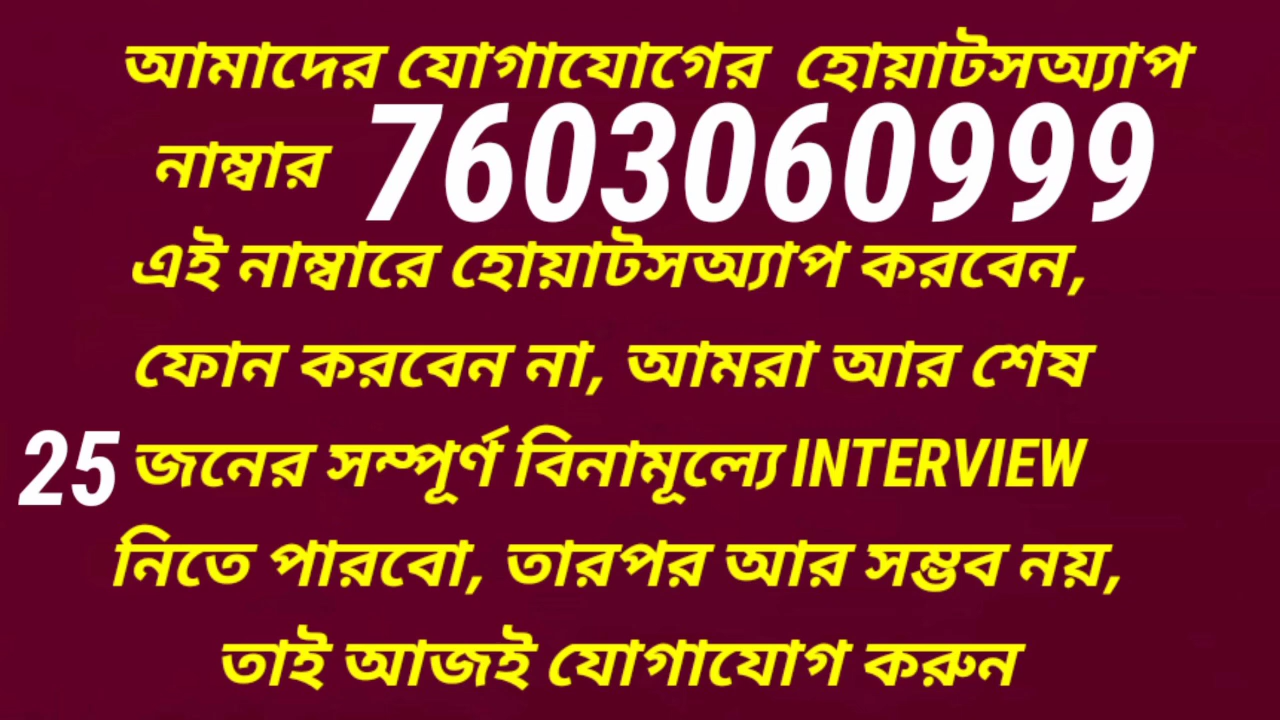 আমাদের যোগাযোগের হোয়াটসঅ্যাপ
নাম্বার 7603060999
এই নাম্বারে হোয়াটসঅ্যাপ করবেন,
ফোন করবেন না, আমরা আর শেষ
25 জনের সম্পূর্ণ বিনামূল্যে INTERVIEW
নিতে পারবো, তারপর আর সম্ভব নয়,
তাই আজই যোগাযোগ করুন